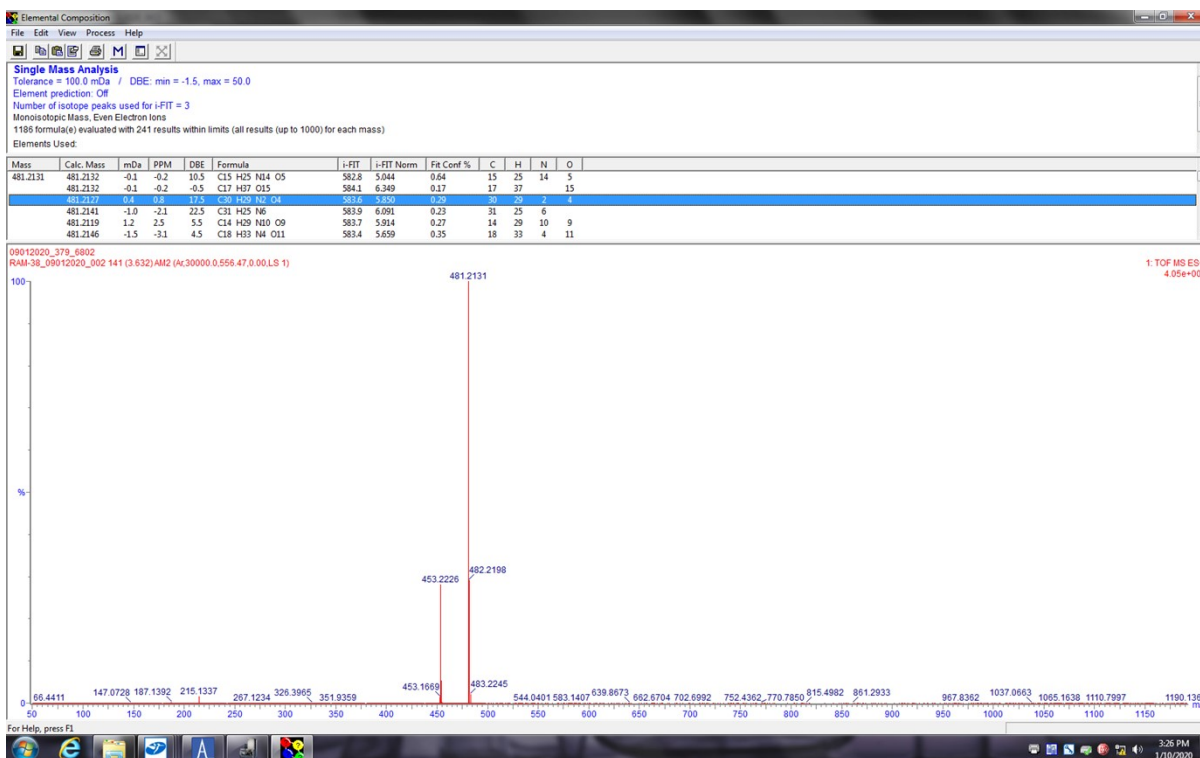 Elemental Composition
File Edit View Process Help
M
Single Mass Analysis
Tolerance = 100.0 mDa / DBE: min = -1.5, max = 50.0
Element prediction: Off
Number of isotope peaks used for i-FIT = 3
Monoisotopic Mass, Even Electron Ions
1186 formula(e) evaluated with 241 results within limits (all results (up to 1000) for each mass)
Elements Used:
Mass Calc. Mass mDa PPM DBE Formula i-FIT i-FIT Norm Fit Conf % C H N O
481.2131 481.2132 -0.1 -0.2 10.5 C15 H25 N14 O5 582.8 5.044 0.64 15 25 14 5
481.2132 -0.1 -0.2 -0.5 C17 H37 O15 584.1 6.349 0.17 17 37 15
481.2127 0.4 0.8 17.5 C30 H29 N2 O4 583.6 5.850 0.29 30 29 2 4
481.2141 -1.0 -2.1 22.5 C31 H25 N6 583.9 6.091 0.23 31 25 6
481.2119 1.2 2.5 5.5 C14 H29 N10 O9 583.7 5.914 0.27 14 29 10 9
481.2146 -1.5 -3.1 4.5 C18 H33 N4 O11 583.4 5.659 0.35 18 33 4 11
09012020_379_6802
RAM-38_09012020_002 141 (3.632) AM2 (Ar,30000.0,556.47,0.00,LS 1)
1: TOF MS ES
4.05e+00
100
481.2131
%
453.2226
482.2198
453.1669
483.2245
0
66.4411 147.0728 187.1392 215.1337 267.1234 326.3965 351.9359 544.0401 583.1407 639.8673 662.6704 702.6992 752.4362 770.7850 815.4982 861.2933 967.8362 1037.0663 1065.1638 1110.7997 1190.136
50 100 150 200 250 300 350 400 450 500 550 600 650 700 750 800 850 900 950 1000 1050 1100 1150 m
For Help, press F1
3:26 PM
1/10/2020